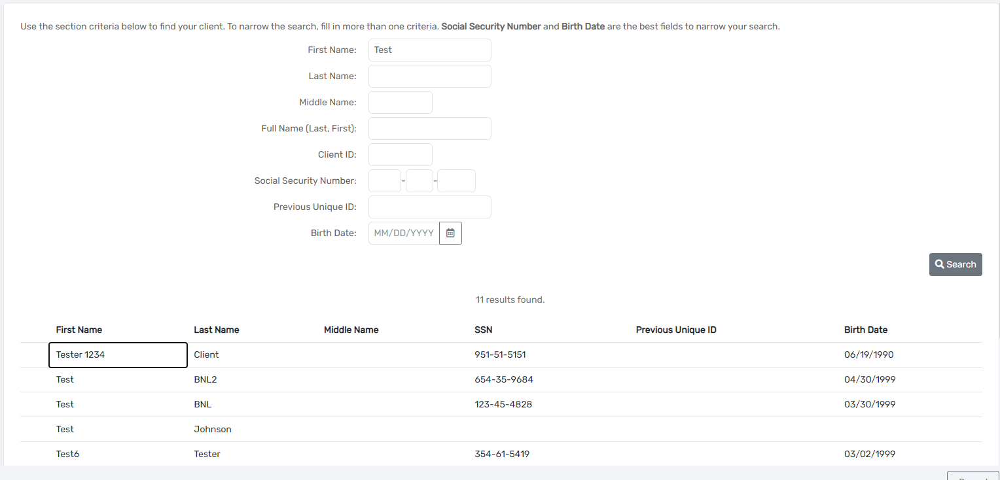 Use the section criteria below to find your client. To narrow the search, fill in more than one criteria. Social Security Number and Birth Date are the best fields to narrow your search.
First Name: Test
Last Name:
Middle Name:
Full Name (Last, First):
Client ID:
Social Security Number: - -
Previous Unique ID:
Birth Date: MM/DD/YYYY
Search
11 results found.
First Name Last Name Middle Name SSN Previous Unique ID Birth Date
Tester 1234 Client 951-51-5151 06/19/1990
Test BNL2 654-35-9684 04/30/1999
Test BNL 123-45-4828 03/30/1999
Test Johnson
Test6 Tester 354-61-5419 03/02/1999